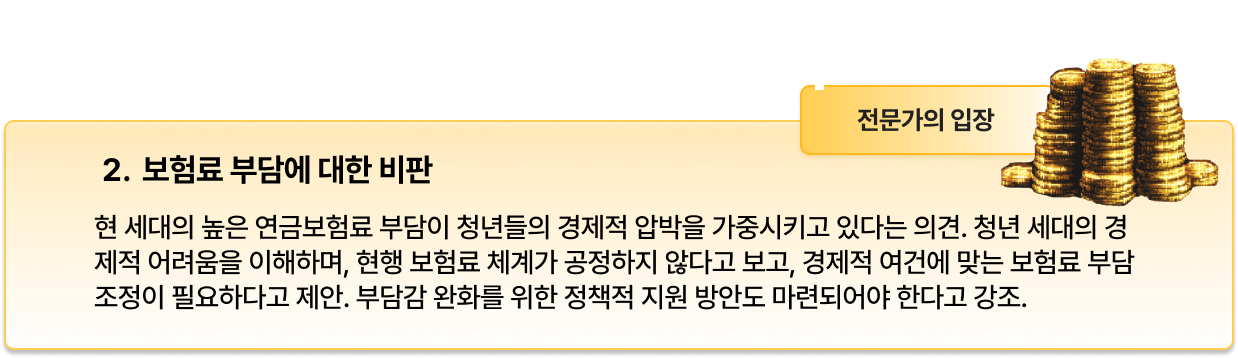 전문가의 입장
2. 보험료 부담에 대한 비판
현 세대의 높은 연금보험료 부담이 청년들의 경제적 압박을 가중시키고 있다는 의견. 청년 세대의 경
제적 어려움을 이해하며, 현행 보험료 체계가 공정하지 않다고 보고, 경제적 여건에 맞는 보험료 부담
조정이 필요하다고 제안. 부담감 완화를 위한 정책적 지원 방안도 마련되어야 한다고 강조.